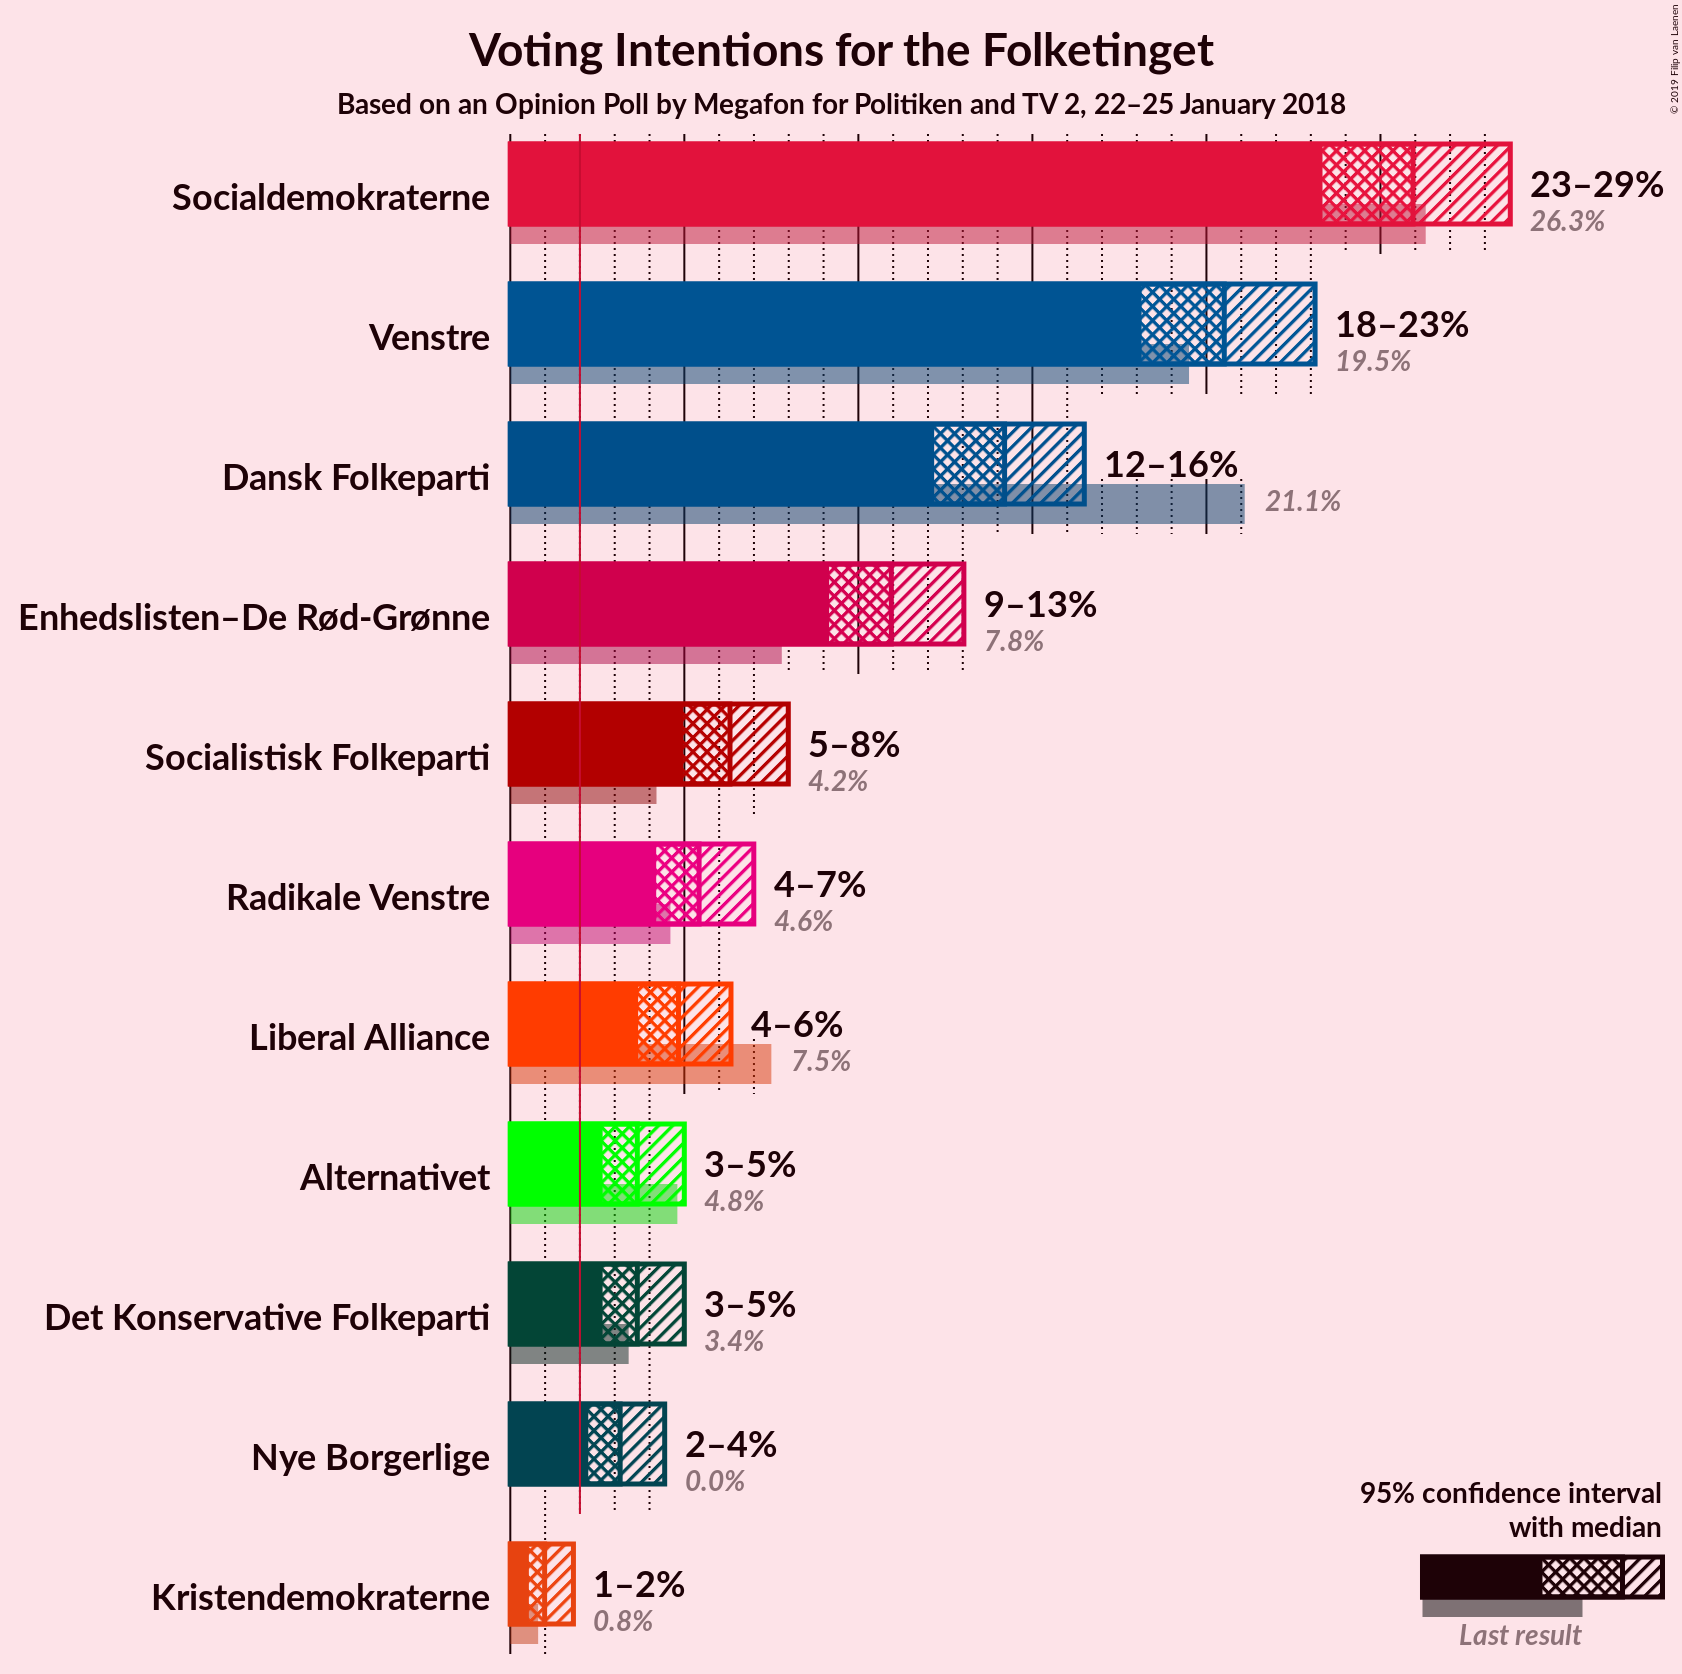 Voting Intentions for the Folketinget
Based on an Opinion Poll by Megafon for Politiken and TV 2, 22–25 January 2018
© 2019 Filip van Laenen
Socialdemokraterne
23–29%
26.3%
Venstre
18–23%
19.5%
Dansk Folkeparti
12–16%
21.1%
Enhedslisten–De Rød-Grønne
9–13%
7.8%
Socialistisk Folkeparti
5–8%
4.2%
Radikale Venstre
4–7%
4.6%
Liberal Alliance
4–6%
7.5%
Alternativet
3–5%
4.8%
Det Konservative Folkeparti
3–5%
3.4%
Nye Borgerlige
2–4%
0.0%
Kristendemokraterne
1–2%
0.8%
95% confidence interval
with median
Last result